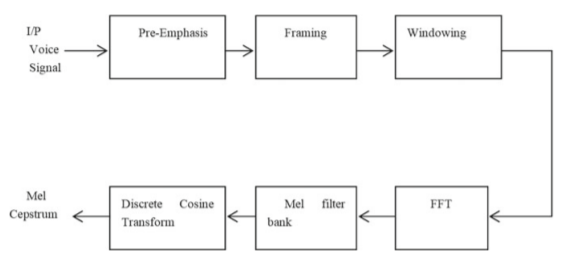 I/P
Voice
Signal
Pre-Emphasis
Framing
Windowing
Mel
Cepstrum
Discrete Cosine
Transform
Mel filter
bank
FFT